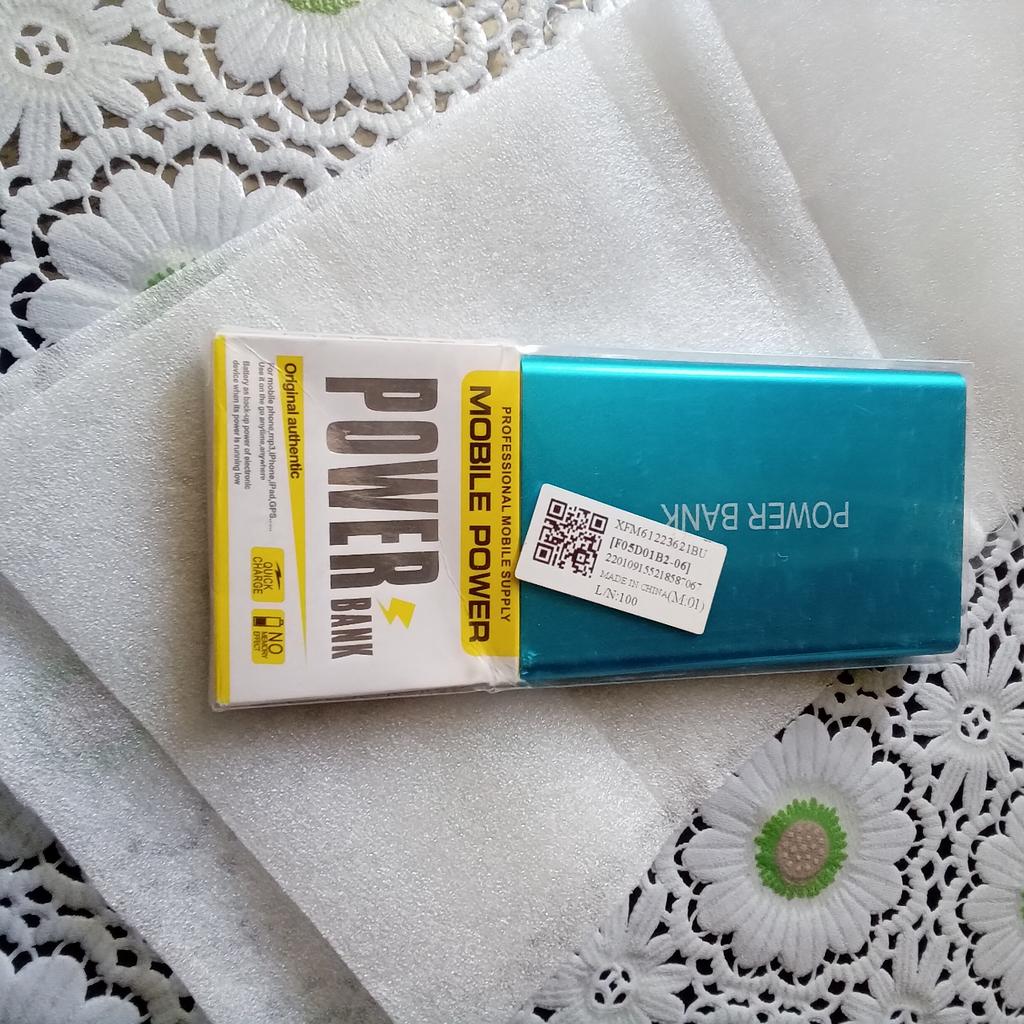 PROFESSIONAL MOBILE SUPPLY
MOBILE POWER
POWER
BANK
Original authentic
For mobile phone,mp3,iPhone,iPad,GPS......
Use it on the go anytime,anywhere
Battery as back-up power of electronic
device when its power is running low
QUICK
CHARGE
NO
MEMORY
EFFECT
POWER BANK
XFM61223621BU
[F05D01B2-06]
220109155218587067
MADE IN CHINA(M:01)
L/N:100